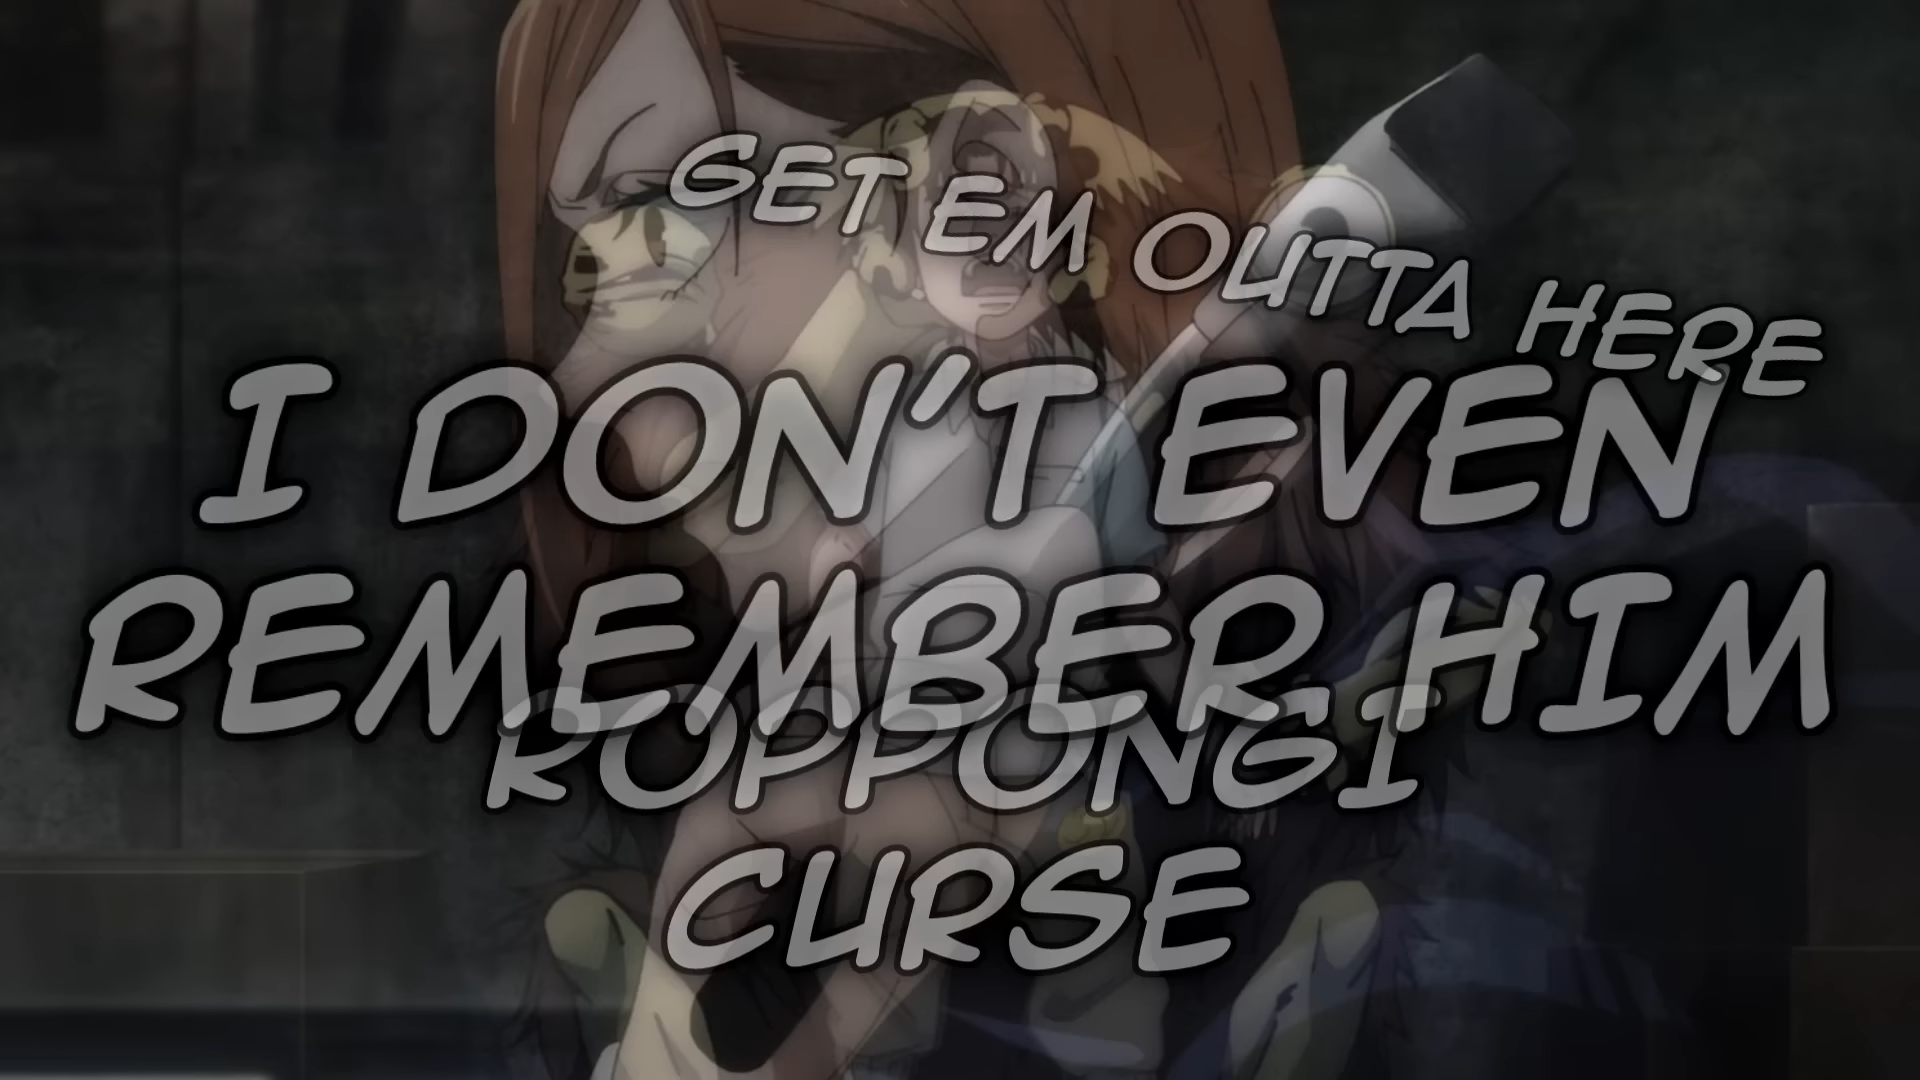 GET EM OUTTA HERE
I DON'T EVEN
REMEMBER HIM
ROPPONGI
CURSE